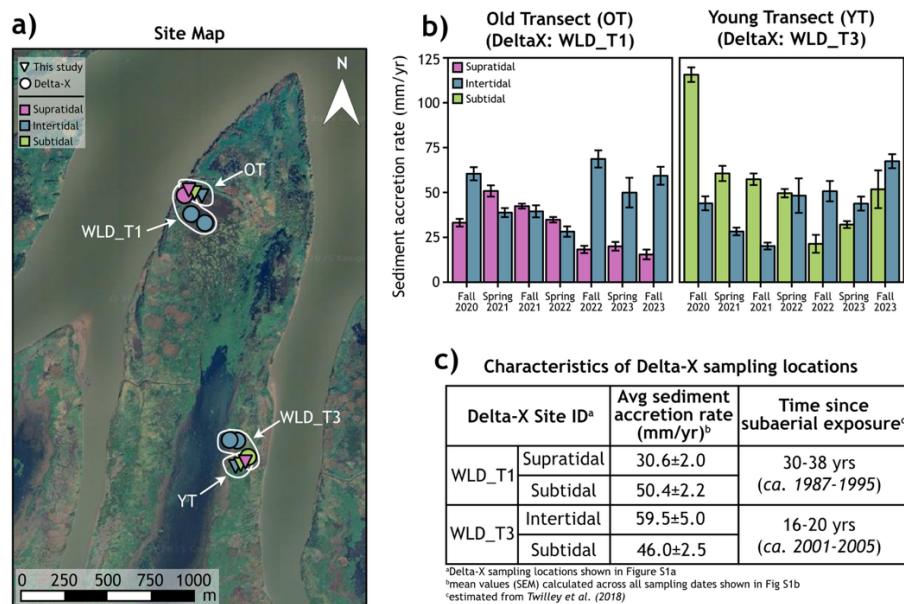 a)
Site Map
This study
Delta-X
Supratidal
Intertidal
Subtidal
N
OT
WLD_T1
WLD_T3
YT
0 250 500 750 1000
m
b)
Old Transect (OT)
(DeltaX: WLD_T1)
Young Transect (YT)
(DeltaX: WLD_T3)
Sediment accretion rate (mm/yr)
125
100
75
50
25
0
Supratidal
Intertidal
Subtidal
Fall 2020
Spring 2021
Fall 2021
Spring 2022
Fall 2022
Spring 2023
Fall 2023
Fall 2020
Spring 2021
Fall 2021
Spring 2022
Fall 2022
Spring 2023
Fall 2023
c) Characteristics of Delta-X sampling locations
Delta-X Site IDᵃ
Avg sediment accretion rate (mm/yr)ᵇ
Time since subaerial exposureᶜ
WLD_T1
Supratidal 30.6±2.0
Subtidal 50.4±2.2
30-38 yrs
(ca. 1987-1995)
WLD_T3
Intertidal 59.5±5.0
Subtidal 46.0±2.5
16-20 yrs
(ca. 2001-2005)
ᵃDelta-X sampling locations shown in Figure S1a
ᵇmean values (SEM) calculated across all sampling dates shown in Fig S1b
ᶜestimated from Twilley et al. (2018)